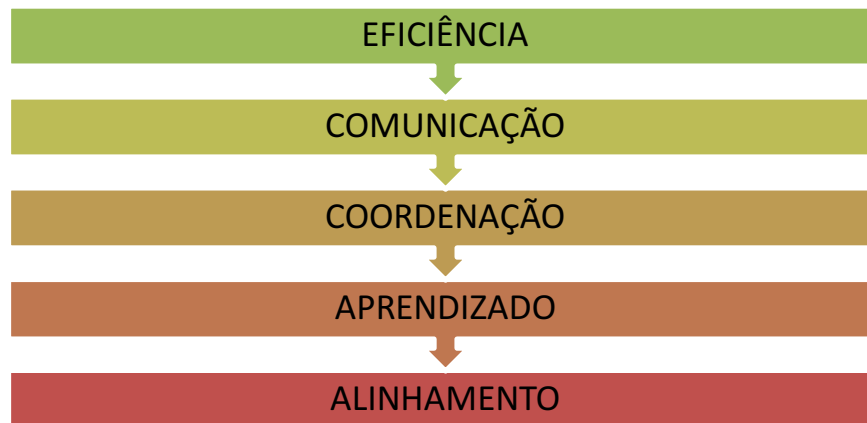 EFICIÊNCIA
COMUNICAÇÃO
COORDENAÇÃO
APRENDIZADO
ALINHAMENTO